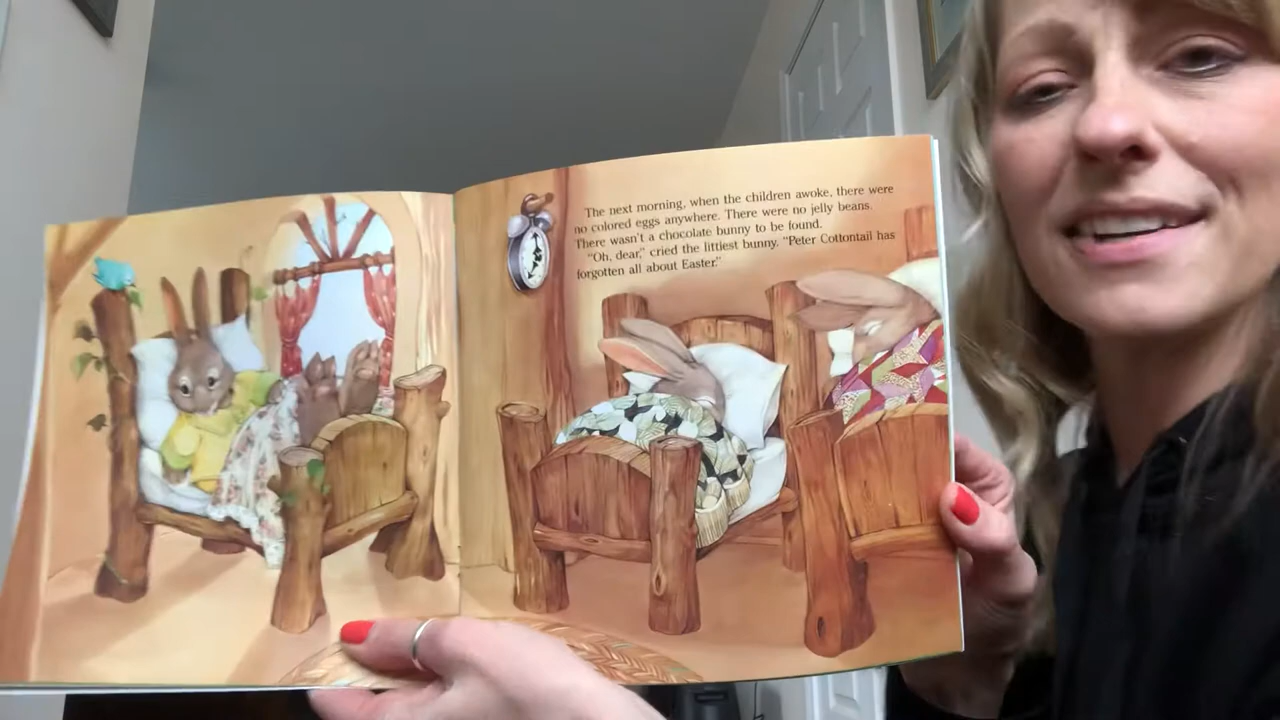 The next morning, when the children awoke, there were
no colored eggs anywhere. There were no jelly beans.
There wasn't a chocolate bunny to be found.
"Oh, dear," cried the littiest bunny. "Peter Cottontail has
forgotten all about Easter."